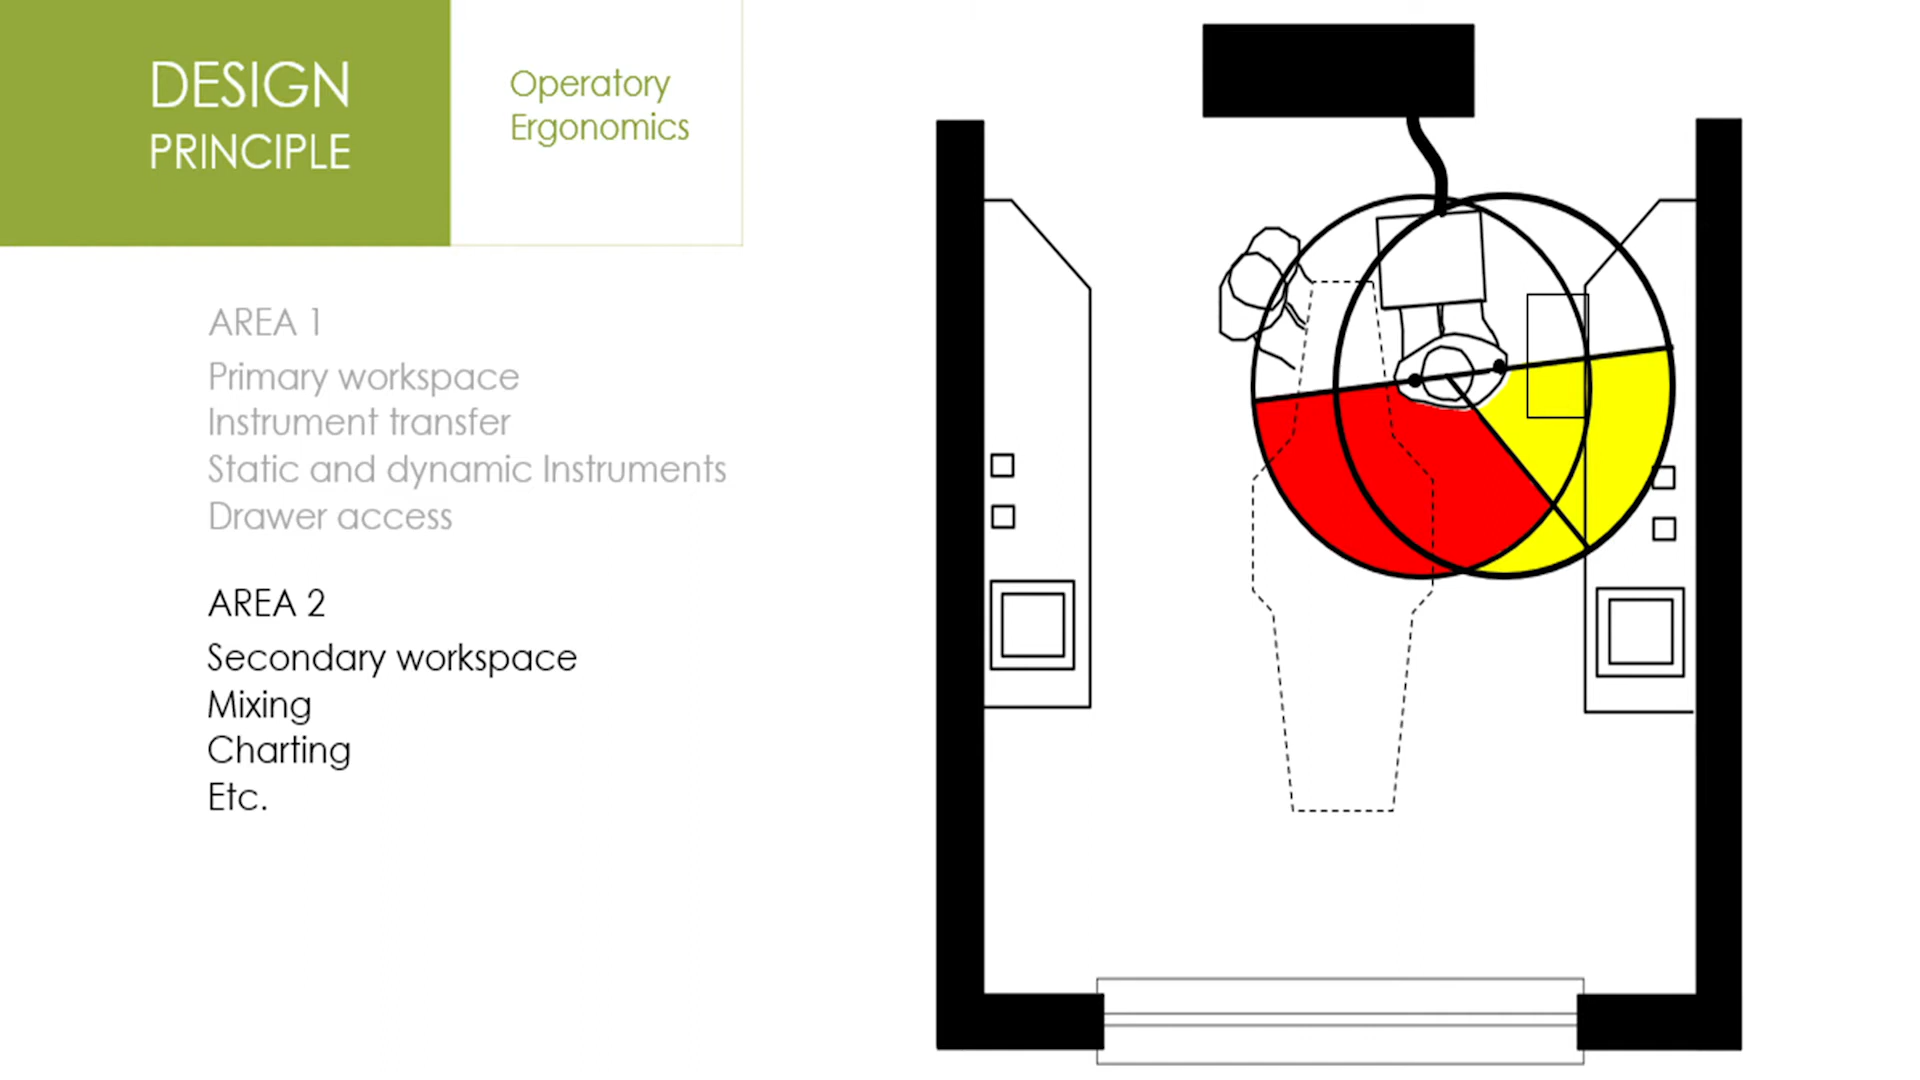 DESIGN
PRINCIPLE
Operatory
Ergonomics
AREA 1
Primary workspace
Instrument transfer
Static and dynamic Instruments
Drawer access
AREA 2
Secondary workspace
Mixing
Charting
Etc.